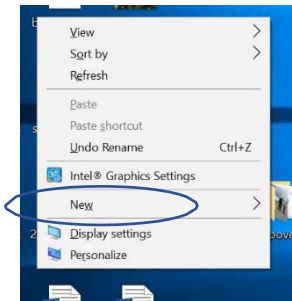 View
Sort by
Refresh
Paste
Paste shortcut
Undo Rename Ctrl+Z
Intel® Graphics Settings
New
Display settings
Personalize